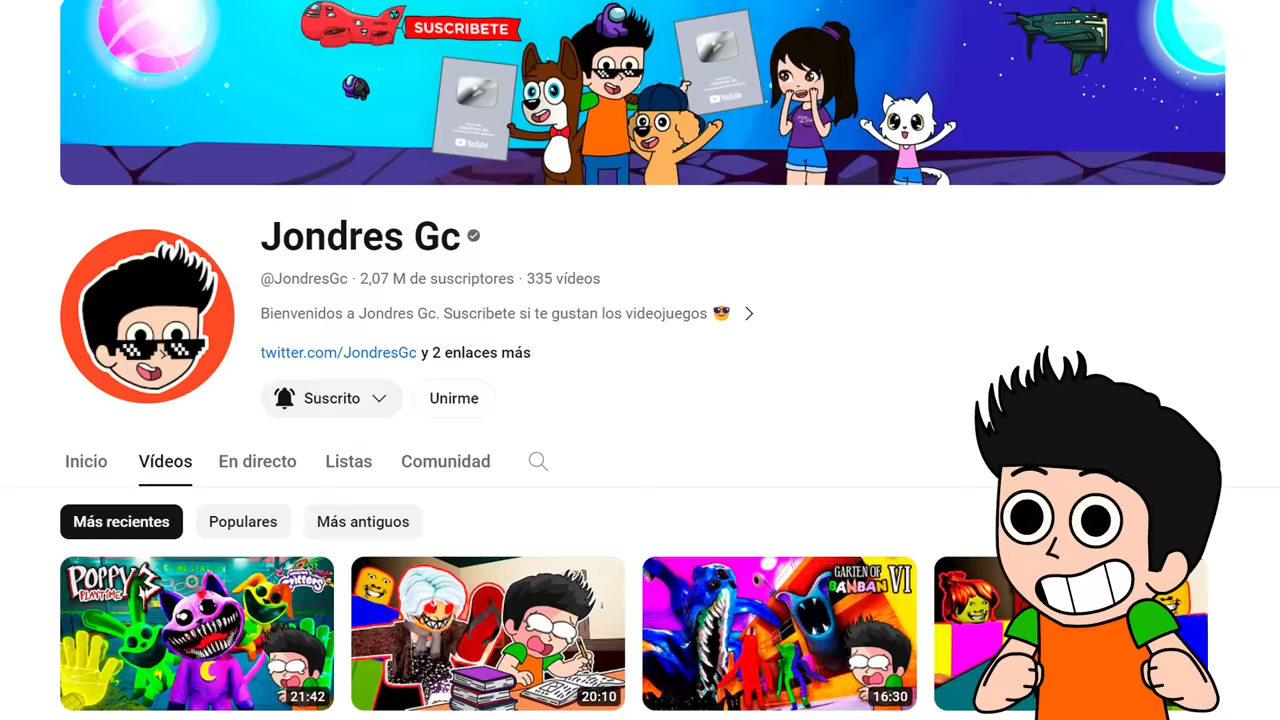 SUSCRIBETE
YouTube
YouTube
Jondres Gc
@JondresGc · 2,07 M de suscriptores · 335 vídeos
Bienvenidos a Jondres Gc. Suscribete si te gustan los videojuegos 😎
twitter.com/JondresGc y 2 enlaces más
Suscrito
Unirme
Inicio
Vídeos
En directo
Listas
Comunidad
Más recientes
Populares
Más antiguos
POPPY 3
PLAYTIME
21:42
20:10
GARTEN OF
BANBAN VI
16:30